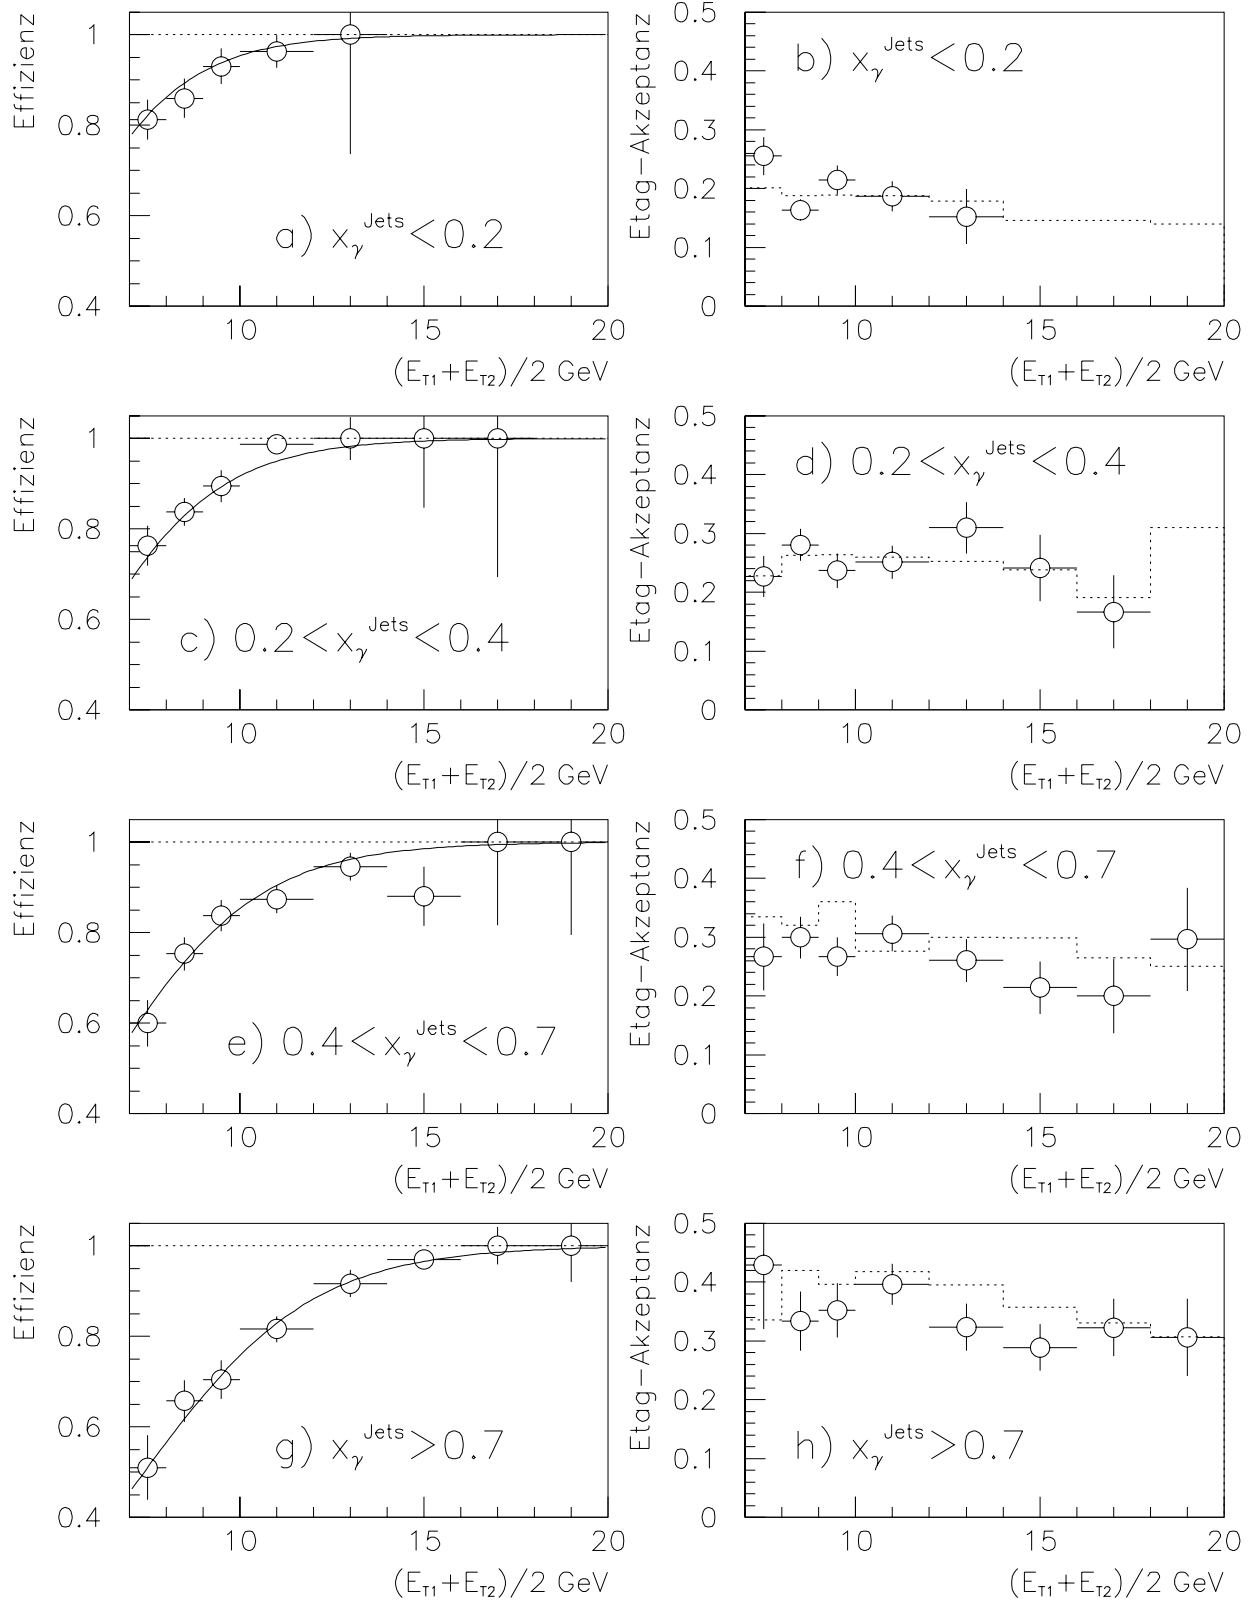 Effizienz
1
0.8
0.6
0.4
a) x_γ^Jets<0.2
10 15 20
(E_T1+E_T2)/2 GeV
Etag-Akzeptanz
0.5
0.4
0.3
0.2
0.1
0
b) x_γ^Jets<0.2
10 15 20
(E_T1+E_T2)/2 GeV
Effizienz
1
0.8
0.6
0.4
c) 0.2<x_γ^Jets<0.4
10 15 20
(E_T1+E_T2)/2 GeV
Etag-Akzeptanz
0.5
0.4
0.3
0.2
0.1
0
d) 0.2<x_γ^Jets<0.4
10 15 20
(E_T1+E_T2)/2 GeV
Effizienz
1
0.8
0.6
0.4
e) 0.4<x_γ^Jets<0.7
10 15 20
(E_T1+E_T2)/2 GeV
Etag-Akzeptanz
0.5
0.4
0.3
0.2
0.1
0
f) 0.4<x_γ^Jets<0.7
10 15 20
(E_T1+E_T2)/2 GeV
Effizienz
1
0.8
0.6
0.4
g) x_γ^Jets>0.7
10 15 20
(E_T1+E_T2)/2 GeV
Etag-Akzeptanz
0.5
0.4
0.3
0.2
0.1
0
h) x_γ^Jets>0.7
10 15 20
(E_T1+E_T2)/2 GeV